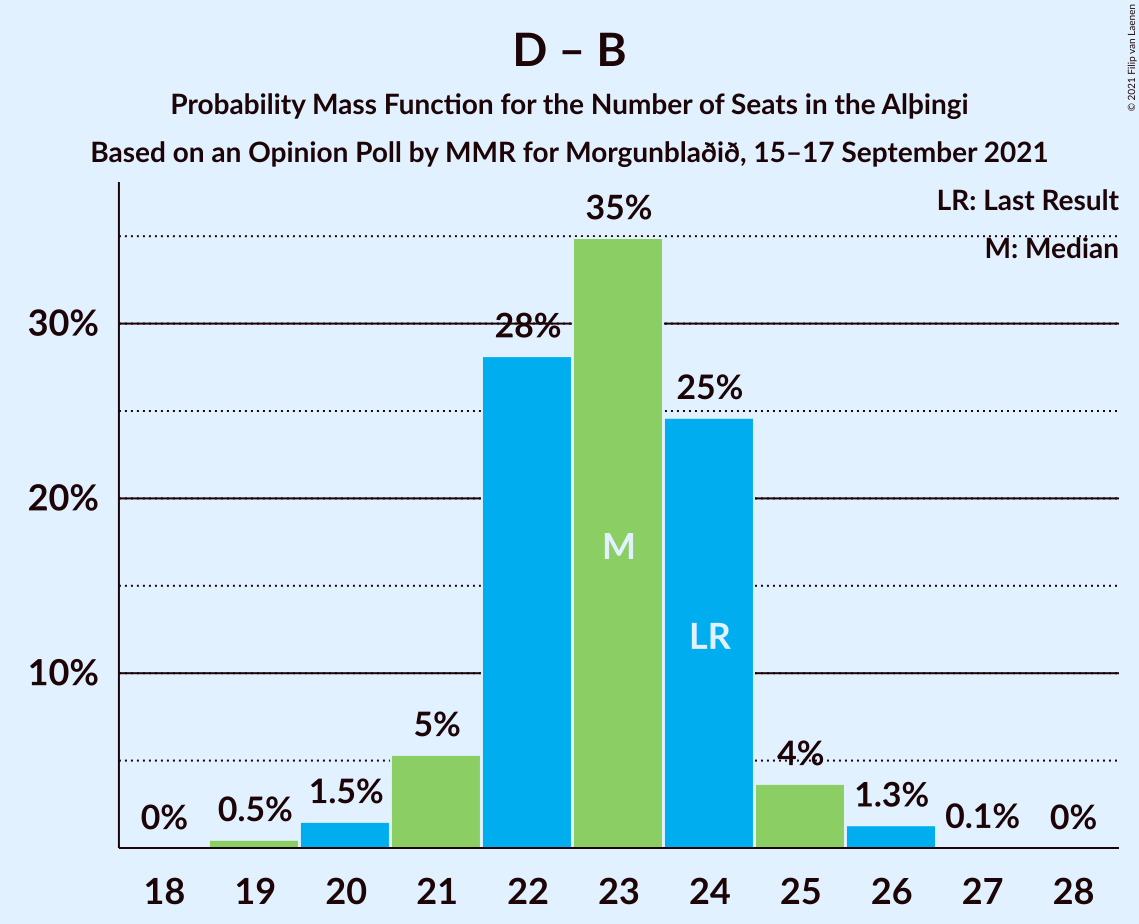 D – B
Probability Mass Function for the Number of Seats in the Alþingi
Based on an Opinion Poll by MMR for Morgunblaðið, 15–17 September 2021
© 2021 Filip van Laenen
LR: Last Result
M: Median
35%
30%
28%
25%
20%
M
LR
10%
5%
4%
1.5%
1.3%
0.5%
0%
0.1%
0%
18 19 20 21 22 23 24 25 26 27 28